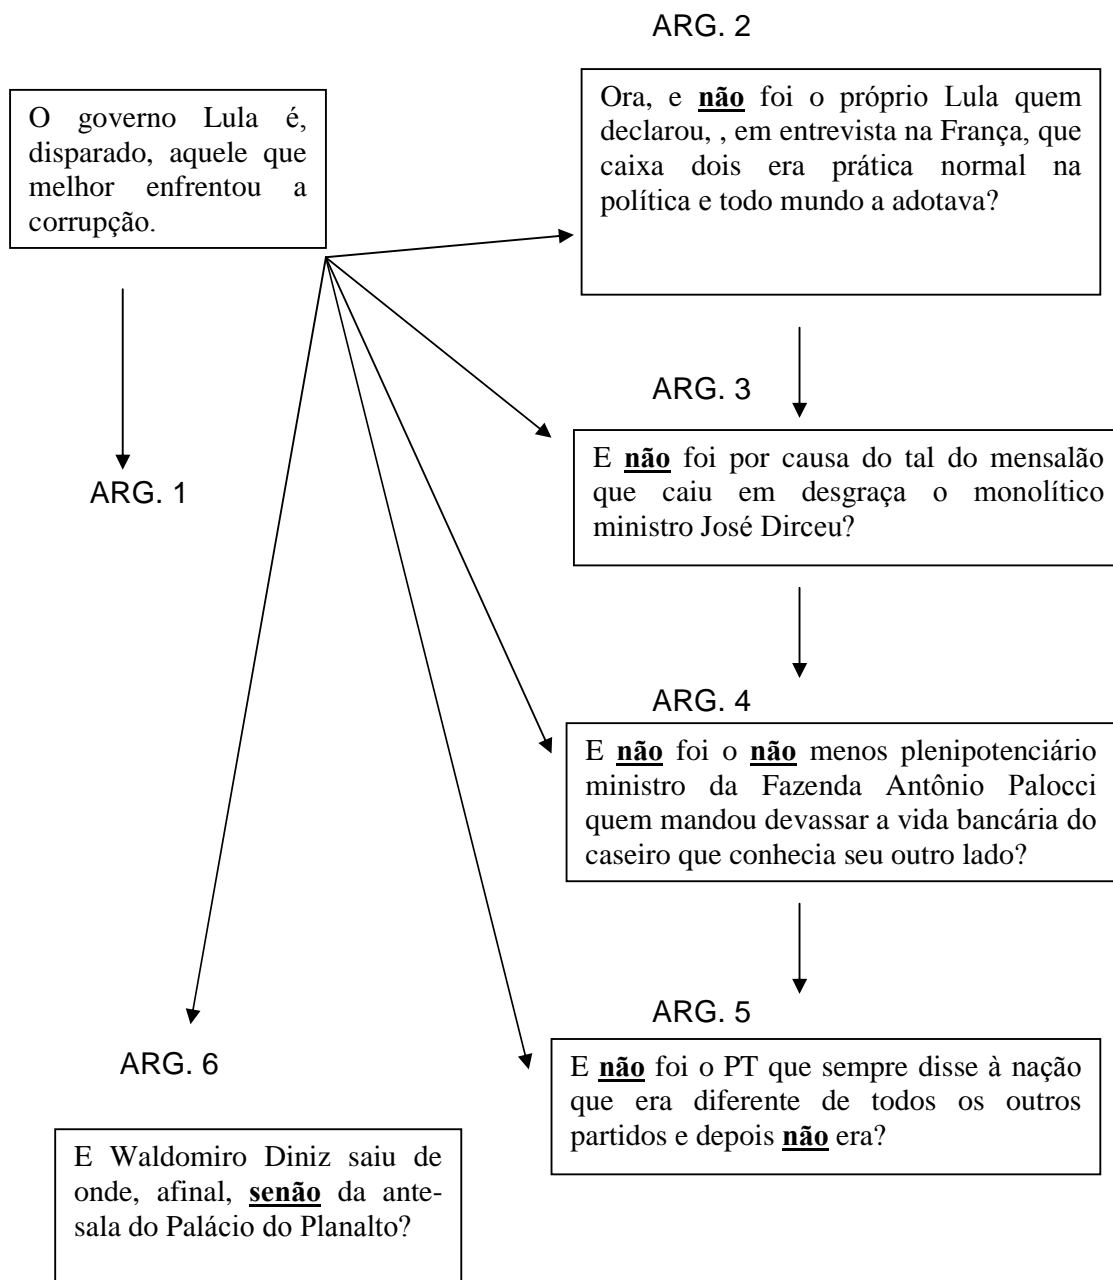 ARG. 2
O governo Lula é,
disparado, aquele que
melhor enfrentou a
corrupção.
Ora, e não foi o próprio Lula quem
declarou, , em entrevista na França, que
caixa dois era prática normal na
política e todo mundo a adotava?
ARG. 1
ARG. 3
E não foi por causa do tal do mensalão
que caiu em desgraça o monolítico
ministro José Dirceu?
ARG. 4
E não foi o não menos plenipotenciário
ministro da Fazenda Antônio Palocci
quem mandou devassar a vida bancária do
caseiro que conhecia seu outro lado?
ARG. 5
E não foi o PT que sempre disse à nação
que era diferente de todos os outros
partidos e depois não era?
ARG. 6
E Waldomiro Diniz saiu de
onde, afinal, senão da ante-
sala do Palácio do Planalto?